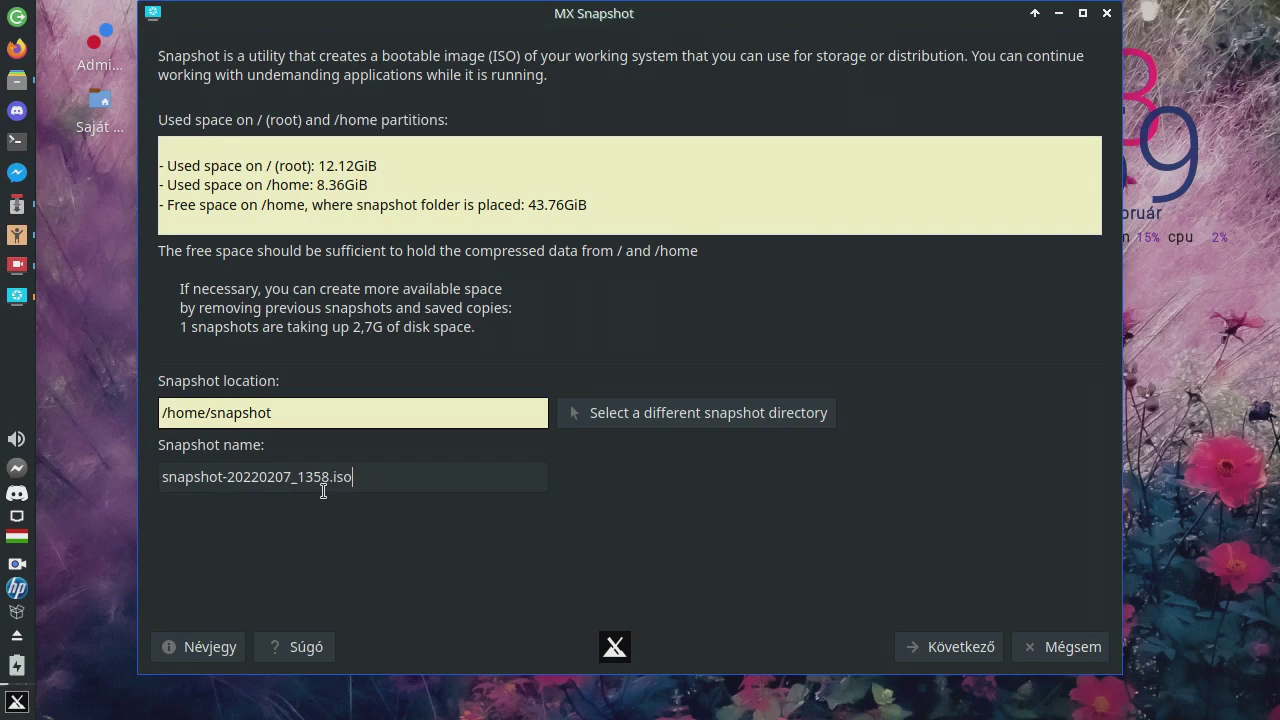 MX Snapshot
Admi...
Saját ...
Snapshot is a utility that creates a bootable image (ISO) of your working system that you can use for storage or distribution. You can continue
working with undemanding applications while it is running.
Used space on / (root) and /home partitions:
- Used space on / (root): 12.12GiB
- Used space on /home: 8.36GiB
- Free space on /home, where snapshot folder is placed: 43.76GiB
The free space should be sufficient to hold the compressed data from / and /home
If necessary, you can create more available space
by removing previous snapshots and saved copies:
1 snapshots are taking up 2,7G of disk space.
Snapshot location:
/home/snapshot
Select a different snapshot directory
Snapshot name:
snapshot-20220207_1358.iso
Névjegy
Súgó
Következő
Mégsem
3
9
bruár
15% cpu 2%
hp